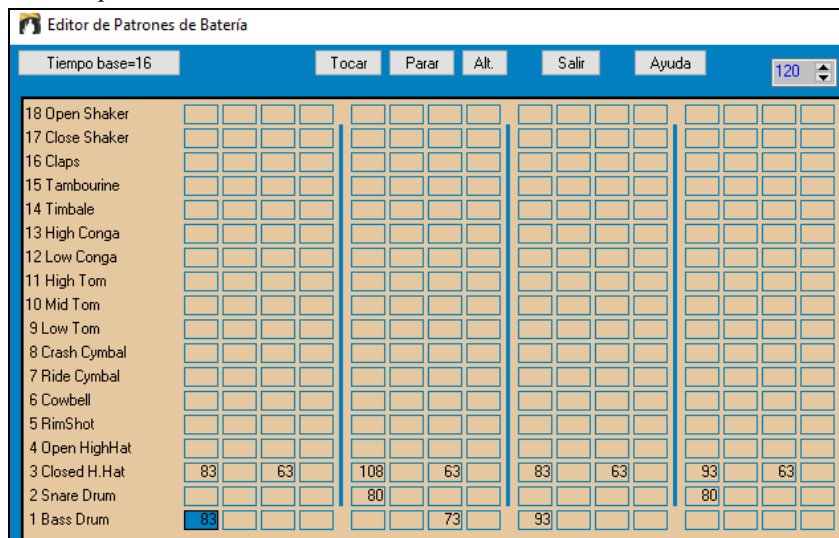 Editor de Patrones de Batería
Tiempo base=16 Tocar Parar Alt. Salir Ayuda 120
18 Open Shaker
17 Close Shaker
16 Claps
15 Tambourine
14 Timbale
13 High Conga
12 Low Conga
11 High Tom
10 Mid Tom
9 Low Tom
8 Crash Cymbal
7 Ride Cymbal
6 Cowbell
5 RimShot
4 Open HighHat
3 Closed H.Hat 83 63 108 63 83 63 93 63
2 Snare Drum 80 80
1 Bass Drum 83 73 93